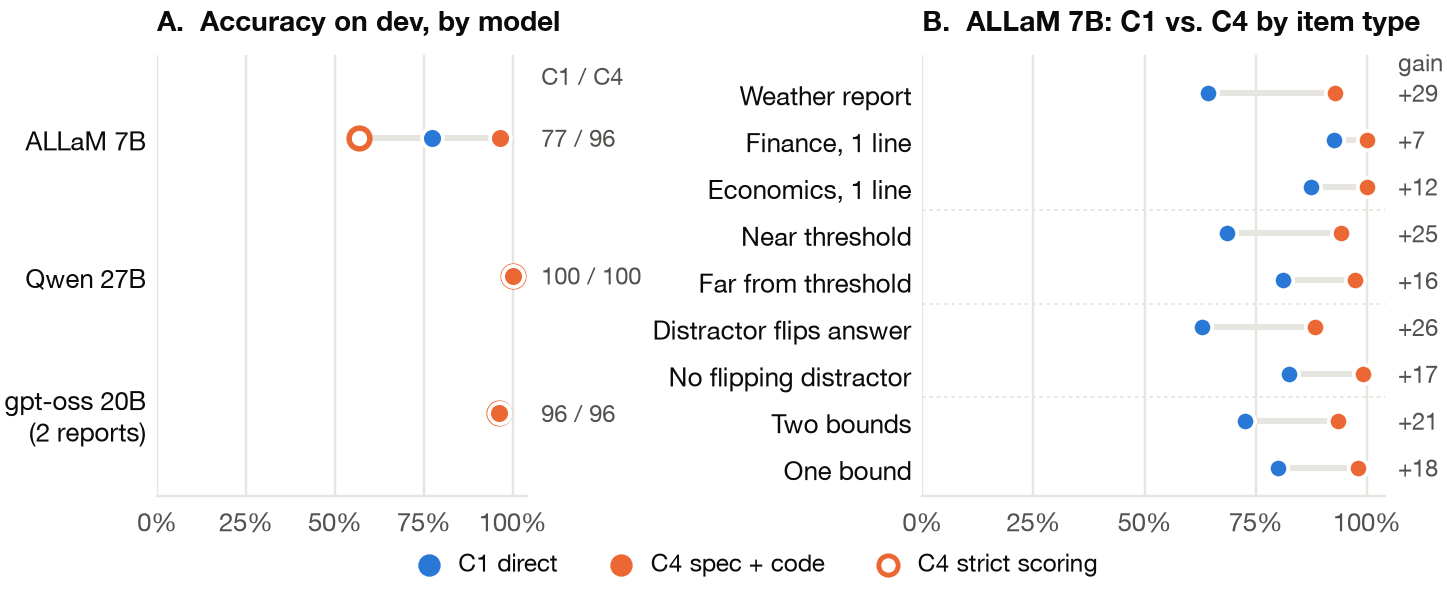 A. Accuracy on dev, by model
C1 / C4
ALLaM 7B
77 / 96
Qwen 27B
100 / 100
gpt-oss 20B
(2 reports)
96 / 96
0% 25% 50% 75% 100%
B. ALLaM 7B: C1 vs. C4 by item type
gain
Weather report +29
Finance, 1 line +7
Economics, 1 line +12
Near threshold +25
Far from threshold +16
Distractor flips answer +26
No flipping distractor +17
Two bounds +21
One bound +18
0% 25% 50% 75% 100%
C1 direct C4 spec + code C4 strict scoring